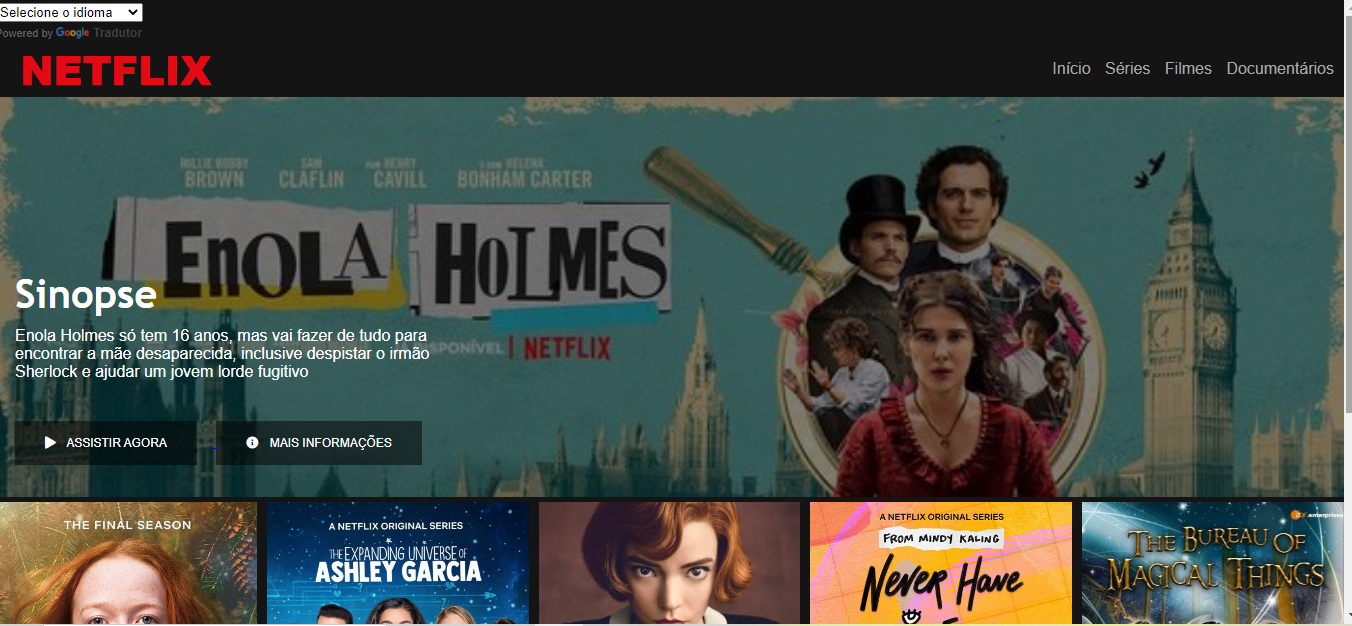 Selecione o idioma
Powered by Google Tradutor
NETFLIX
Início Séries Filmes Documentários
MILLIE BOBBY BROWN
SAM CLAFLIN
HENRY CAVILL
HELENA BONHAM CARTER
ENOLA HOLMES
Sinopse
Enola Holmes só tem 16 anos, mas vai fazer de tudo para
encontrar a mãe desaparecida, inclusive despistar o irmão
Sherlock e ajudar um jovem lorde fugitivo
SPONÍVEL | NETFLIX
ASSISTIR AGORA
MAIS INFORMAÇÕES
THE FINAL SEASON
A NETFLIX ORIGINAL SERIES
THE EXPANDING UNIVERSE OF
ASHLEY GARCIA
A NETFLIX ORIGINAL SERIES
FROM MINDY KALING
NEVER HAVE
THE BUREAU OF
MAGICAL THINGS